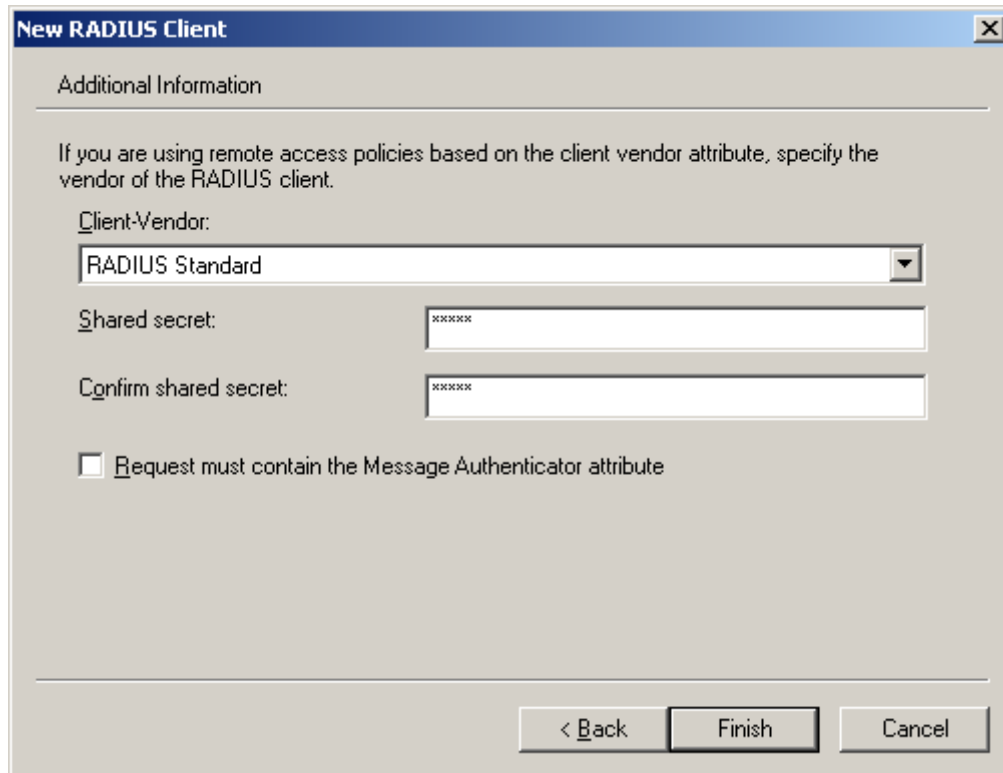 New RADIUS Client
Additional Information
If you are using remote access policies based on the client vendor attribute, specify the
vendor of the RADIUS client.
Client-Vendor:
RADIUS Standard
Shared secret:
*****
Confirm shared secret:
*****
Request must contain the Message Authenticator attribute
< Back
Finish
Cancel